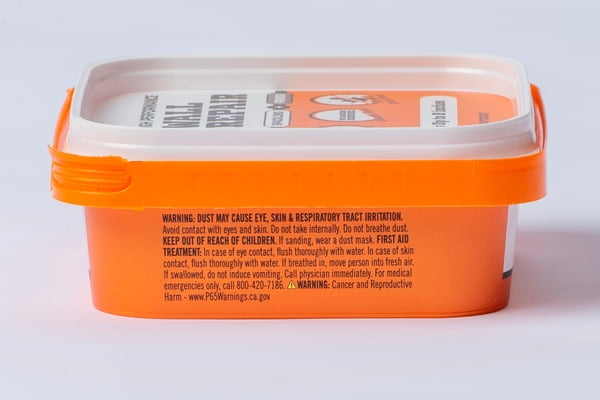 WALL
REPAIR
WARNING: DUST MAY CAUSE EYE, SKIN & RESPIRATORY TRACT IRRITATION.
Avoid contact with eyes and skin. Do not take internally. Do not breathe dust.
KEEP OUT OF REACH OF CHILDREN. If sanding, wear a dust mask. FIRST AID
TREATMENT: In case of eye contact, flush thoroughly with water. In case of skin
contact, flush thoroughly with water. If breathed in, move person into fresh air.
If swallowed, do not induce vomiting. Call physician immediately. For medical
emergencies only, call 800-420-7186. ⚠WARNING: Cancer and Reproductive
Harm - www.P65Warnings.ca.gov